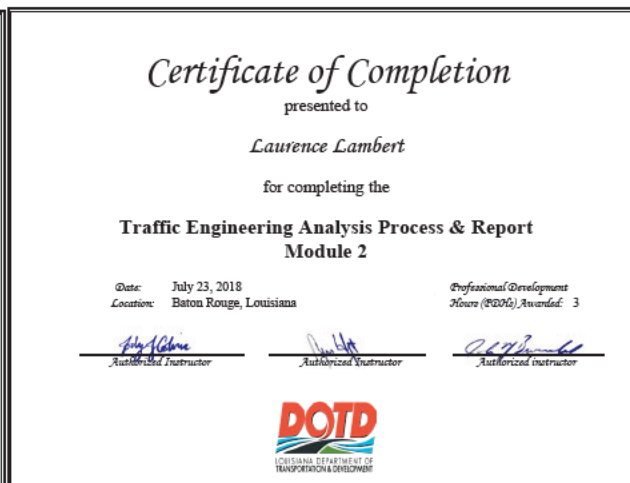 Certificate of Completion
presented to
Laurence Lambert
for completing the
Traffic Engineering Analysis Process & Report
Module 2
Date: July 23, 2018
Location: Baton Rouge, Louisiana
Professional Development
Hours (PDHs) Awarded: 3
Authorized Instructor
Authorized Instructor
Authorized instructor
DOTD
LOUISIANA DEPARTMENT OF
TRANSPORTATION & DEVELOPMENT